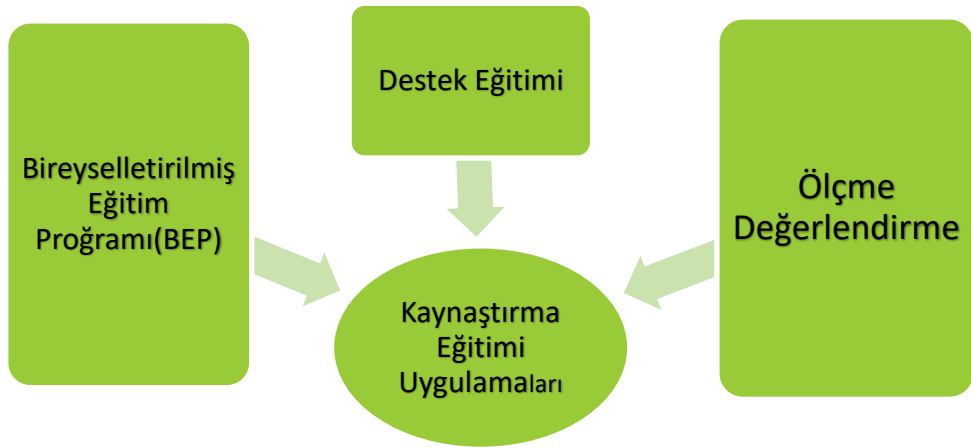 Bireyselletirilmiş
Eğitim
Proğramı(BEP)
Destek Eğitimi
Ölçme
Değerlendirme
Kaynaştırma
Eğitimi
Uygulamaları